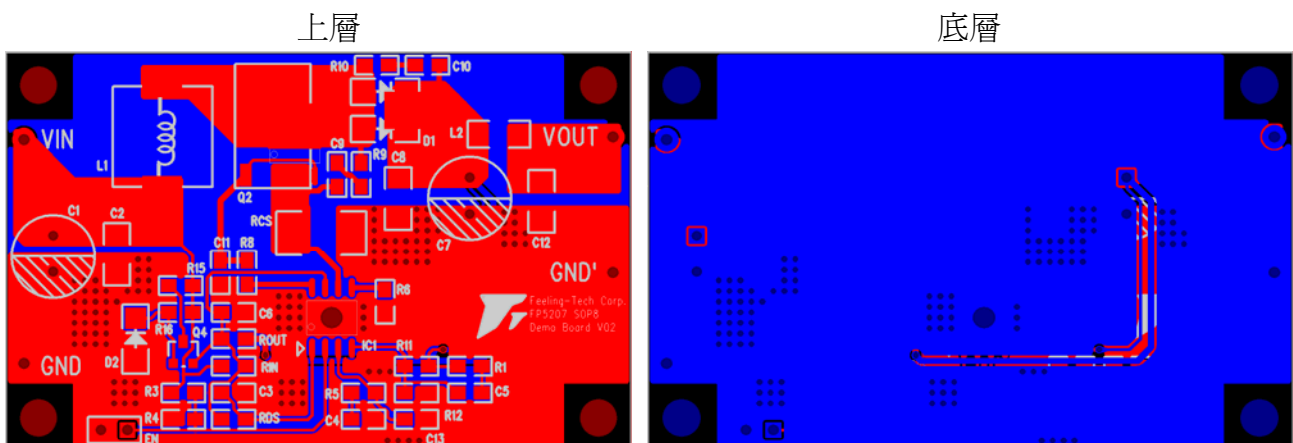 上層
底層
R10
C10
VIN
L1
D1
L2
VOUT
C9
R9
C8
Q2
C1
C2
RCS
C7
C12
C11
R8
GND'
R15
R6
Feeling-Tech Corp.
FP5207 SOP8
Demo Board V02
C6
R16
Q4
ROUT
IC1
R11
GND
D2
RIN
R1
R3
C3
R5
C5
R4
RDS
C4
R12
EN
C13